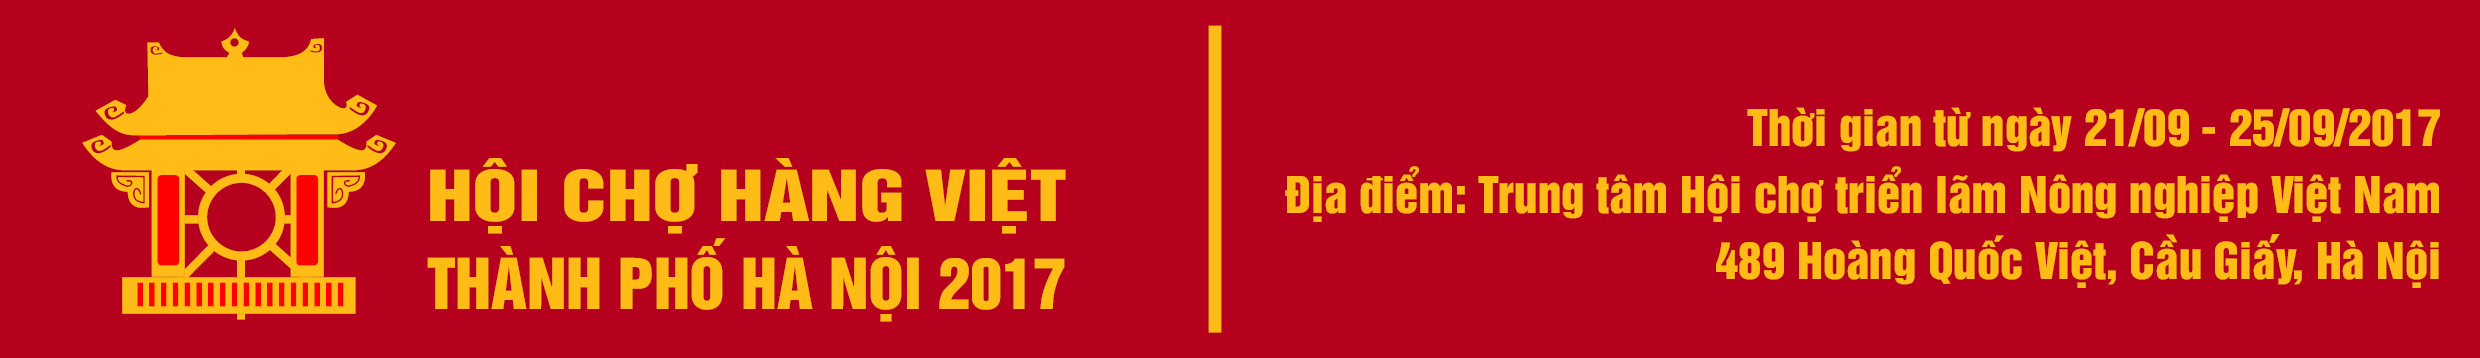 HỘI CHỢ HÀNG VIỆT
THÀNH PHỐ HÀ NỘI 2017
Thời gian từ ngày 21/09 - 25/09/2017
Địa điểm: Trung tâm Hội chợ triển lãm Nông nghiệp Việt Nam
489 Hoàng Quốc Việt, Cầu Giấy, Hà Nội